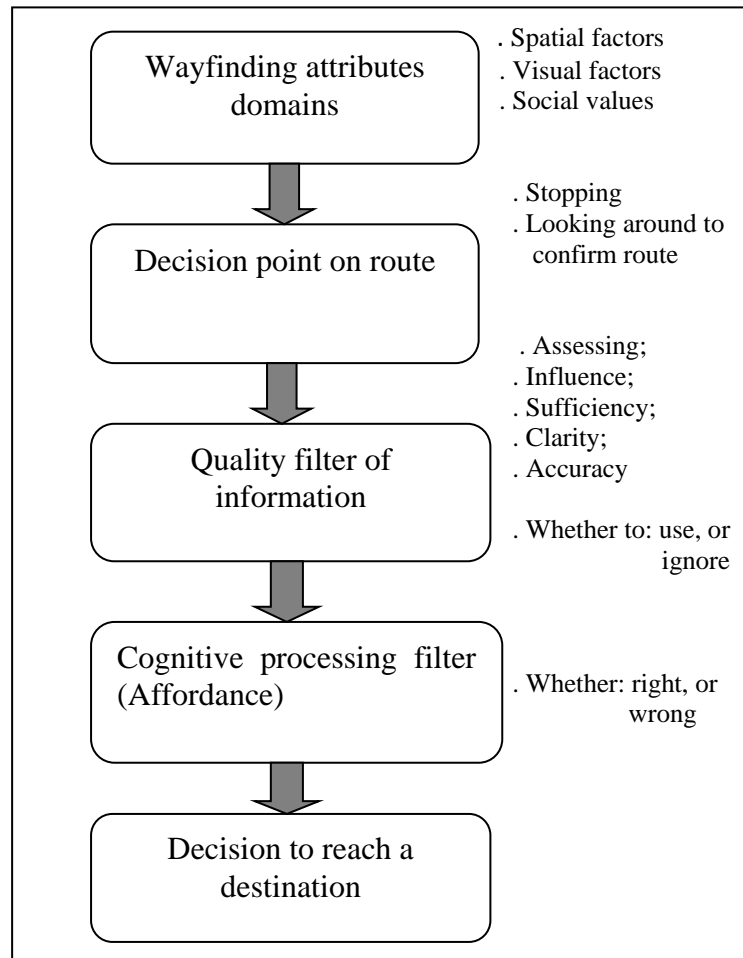 Wayfinding attributes
domains
. Spatial factors
. Visual factors
. Social values
Decision point on route
. Stopping
. Looking around to
confirm route
Quality filter of
information
. Assessing;
. Influence;
. Sufficiency;
. Clarity;
. Accuracy
. Whether to: use, or
ignore
Cognitive processing filter
(Affordance)
. Whether: right, or
wrong
Decision to reach a
destination